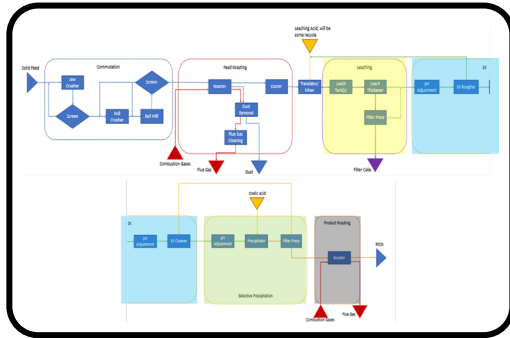 Leaching acid, will be
some recycle
Solid Feed
Commutation
Feed Roasting
Leaching
SX
Jaw
Crusher
Screen
Screen
Roll
Crusher
Ball Mill
Roaster
Cooler
Translator/
Mixer
Leach
Tank(s)
Leach
Thickener
pH
Adjustment
SX Rougher
Dust
Removal
Flue Gas
Cleaning
Filter Press
Combustion Gases
Flue Gas
Dust
Filter Cake
Oxalic acid
SX
Product Roasting
pH
Adjustment
SX Cleaner
pH
Adjustment
Precipitator
Filter Press
Roaster
REOs
Selective Precipitation
Combustion Gases
Flue Gas